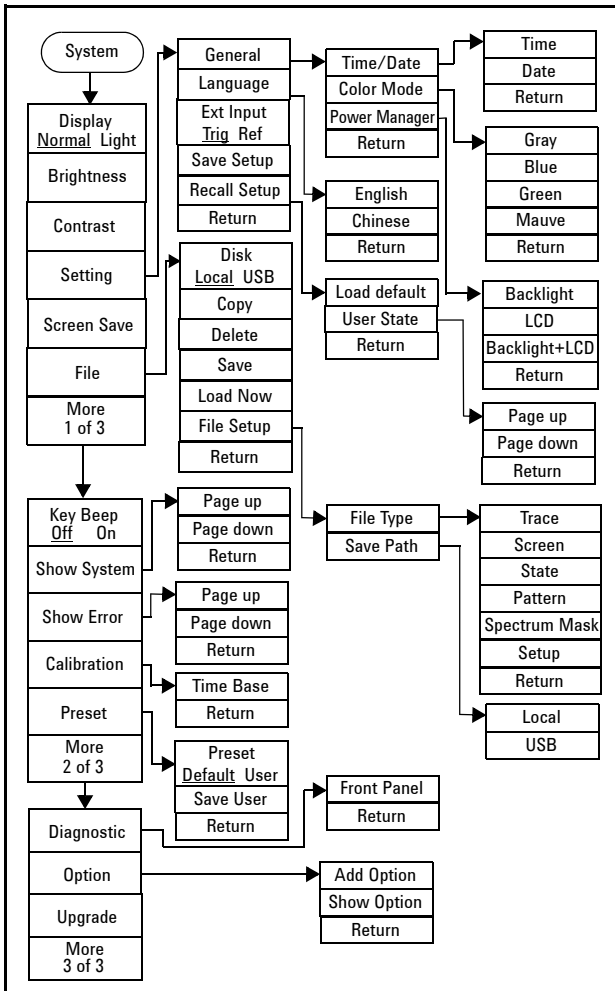 System
Display
Normal Light
Brightness
Contrast
Setting
Screen Save
File
More
1 of 3
Key Beep
Off On
Show System
Show Error
Calibration
Preset
More
2 of 3
Diagnostic
Option
Upgrade
More
3 of 3
General
Language
Ext Input
Trig Ref
Save Setup
Recall Setup
Return
Disk
Local USB
Copy
Delete
Save
Load Now
File Setup
Return
Page up
Page down
Return
Page up
Page down
Return
Time Base
Return
Preset
Default User
Save User
Return
Time/Date
Color Mode
Power Manager
Return
English
Chinese
Return
Load default
User State
Return
File Type
Save Path
Front Panel
Return
Add Option
Show Option
Return
Time
Date
Return
Gray
Blue
Green
Mauve
Return
Backlight
LCD
Backlight+LCD
Return
Page up
Page down
Return
Trace
Screen
State
Pattern
Spectrum Mask
Setup
Return
Local
USB